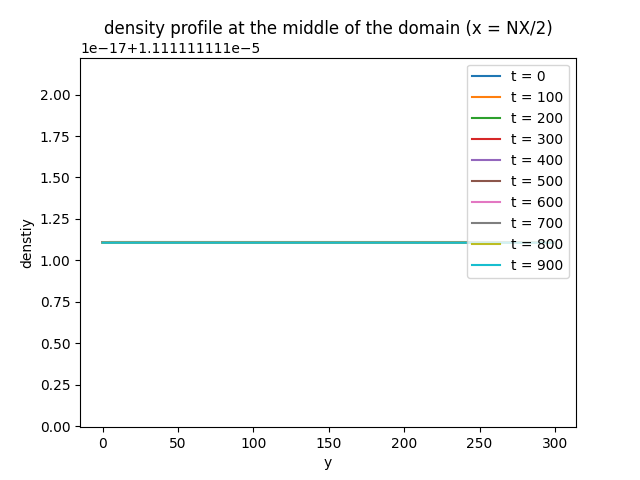 density profile at the middle of the domain (x = NX/2)
1e−17+1.111111111e−5
2.00
1.75
1.50
1.25
1.00
0.75
0.50
0.25
0.00
denstiy
0
50
100
150
200
250
300
y
t = 0
t = 100
t = 200
t = 300
t = 400
t = 500
t = 600
t = 700
t = 800
t = 900